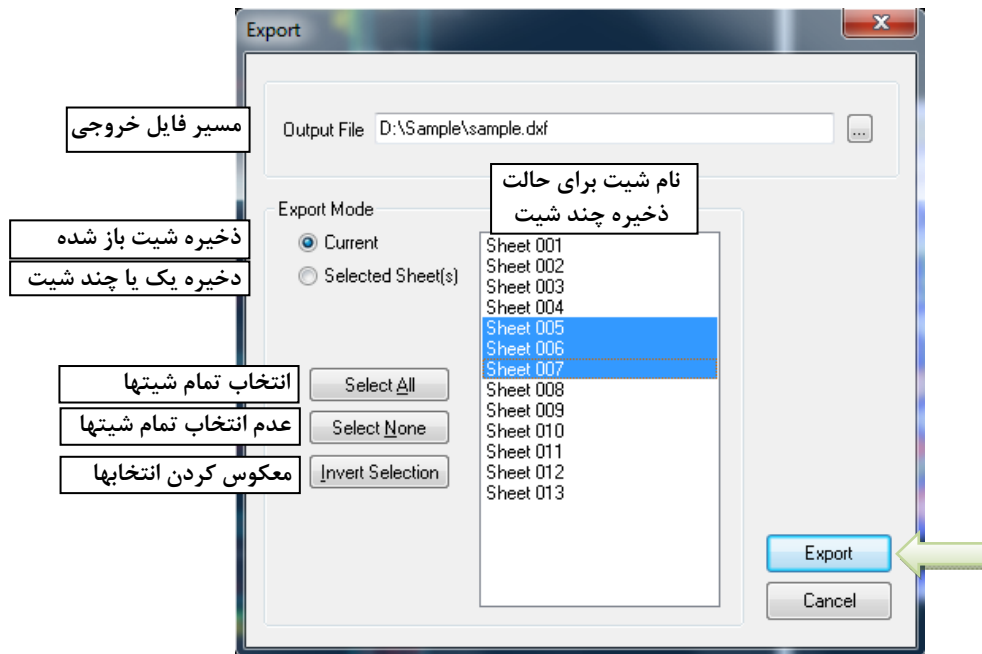 Export
مسیر فایل خروجی
Output File
D:\Sample\sample.dxf
...
نام شیت برای حالت
ذخیره چند شیت
Export Mode
ذخیره شیت باز شده
Current
دخیره یک یا چند شیت
Selected Sheet(s)
Sheet 001
Sheet 002
Sheet 003
Sheet 004
Sheet 005
Sheet 006
Sheet 007
Sheet 008
Sheet 009
Sheet 010
Sheet 011
Sheet 012
Sheet 013
انتخاب تمام شیتها
Select All
عدم انتخاب تمام شیتها
Select None
معکوس کردن انتخابها
Invert Selection
Export
Cancel